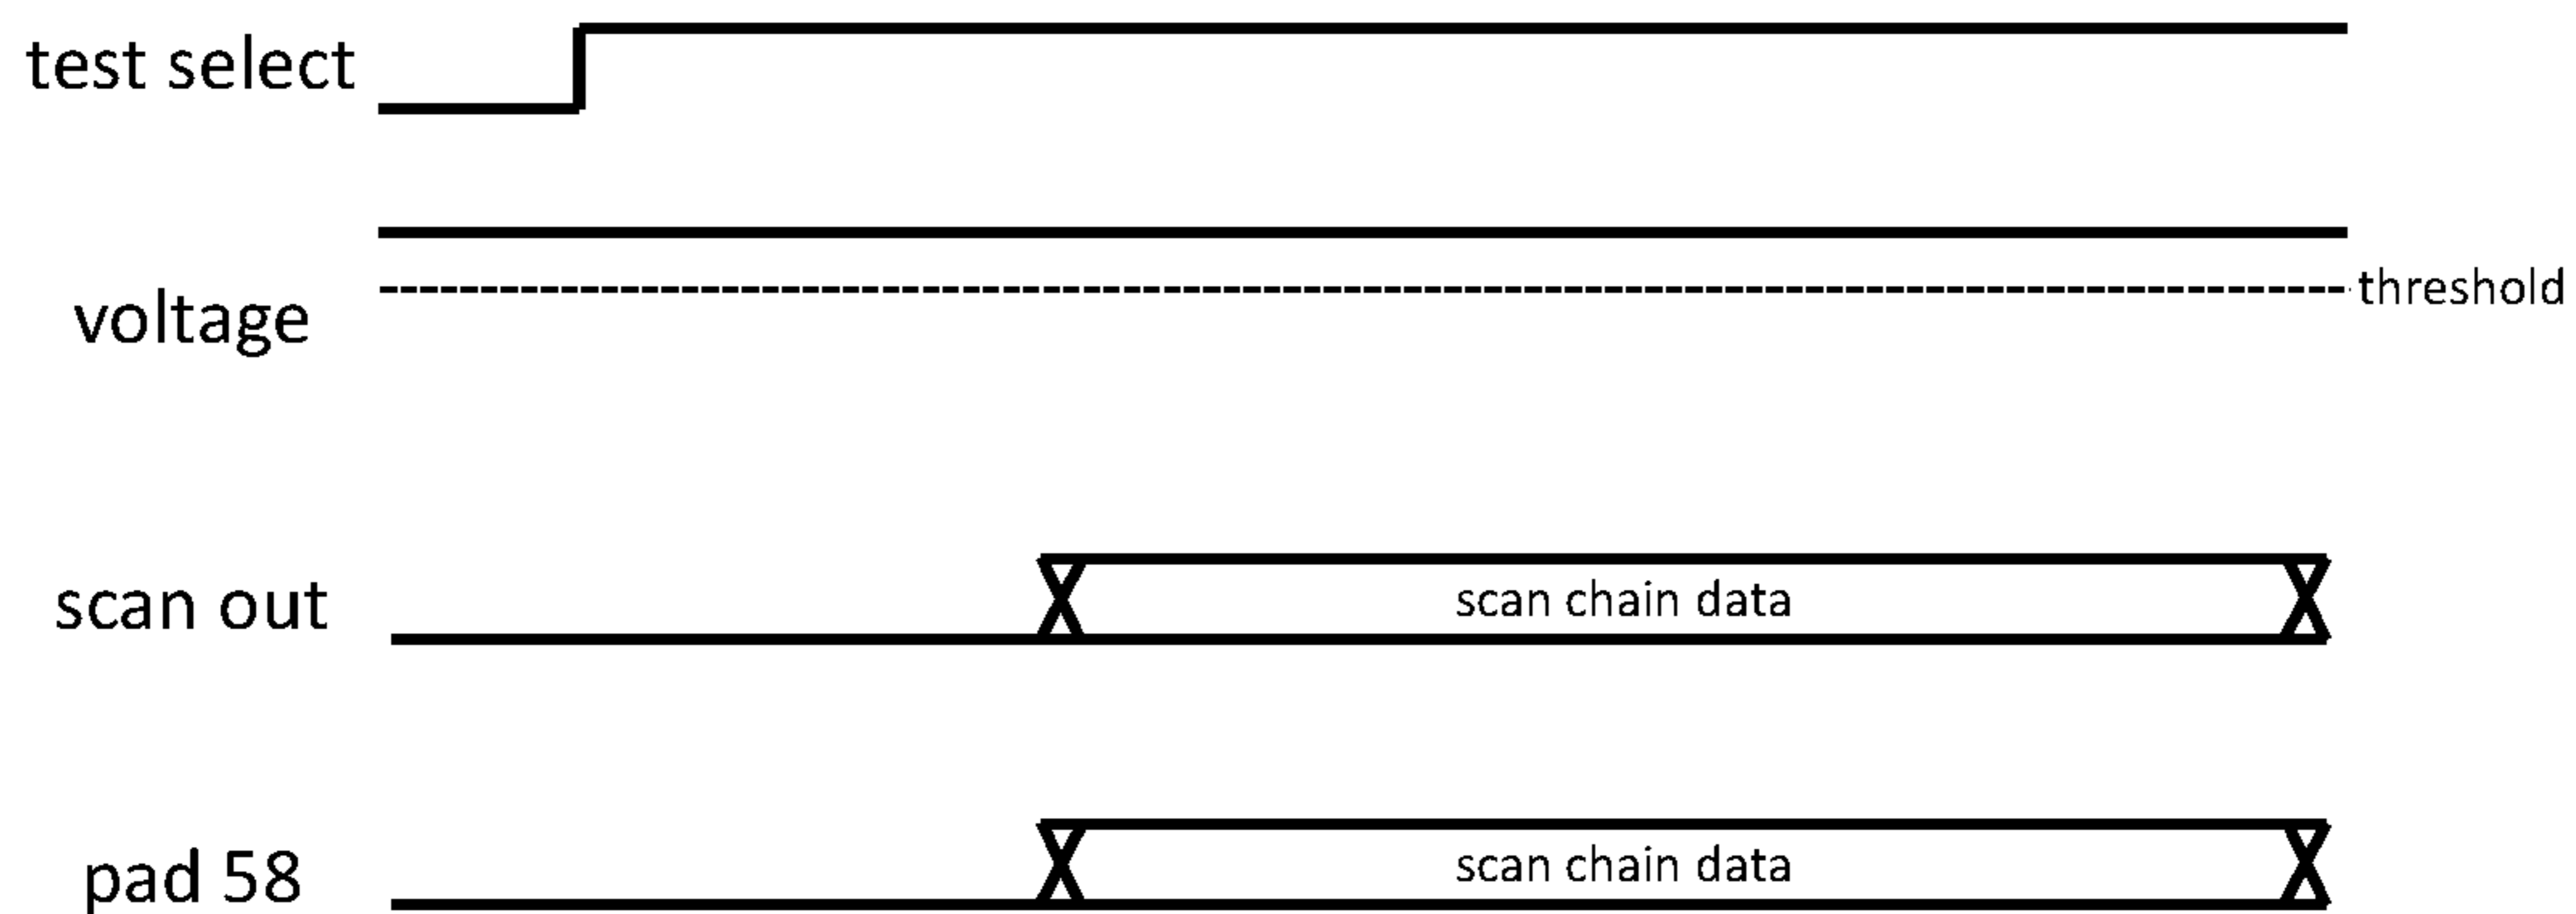 test select
voltage
threshold
scan out
scan chain data
pad 58
scan chain data